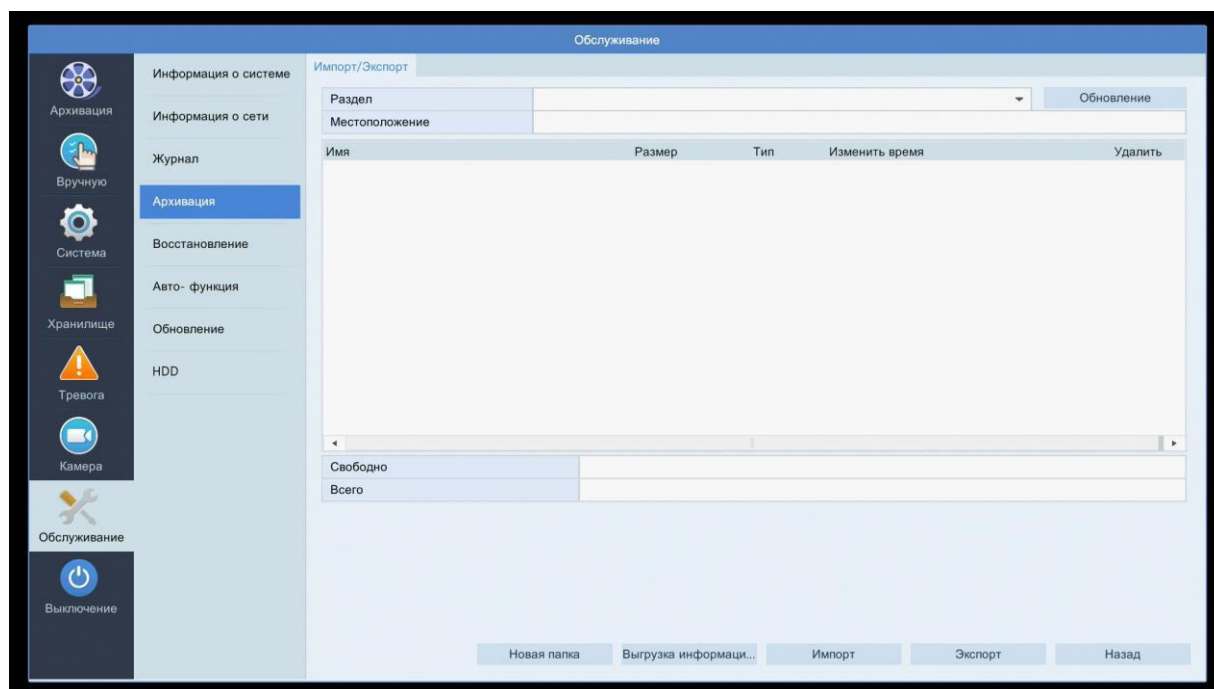 Обслуживание
Архивация
Вручную
Система
Хранилище
Тревога
Камера
Обслуживание
Выключение
Информация о системе
Информация о сети
Журнал
Архивация
Восстановление
Авто- функция
Обновление
HDD
Импорт/Экспорт
Раздел Обновление
Местоположение
Имя Размер Тип Изменить время Удалить
Свободно
Всего
Новая папка Выгрузка информаци... Импорт Экспорт Назад